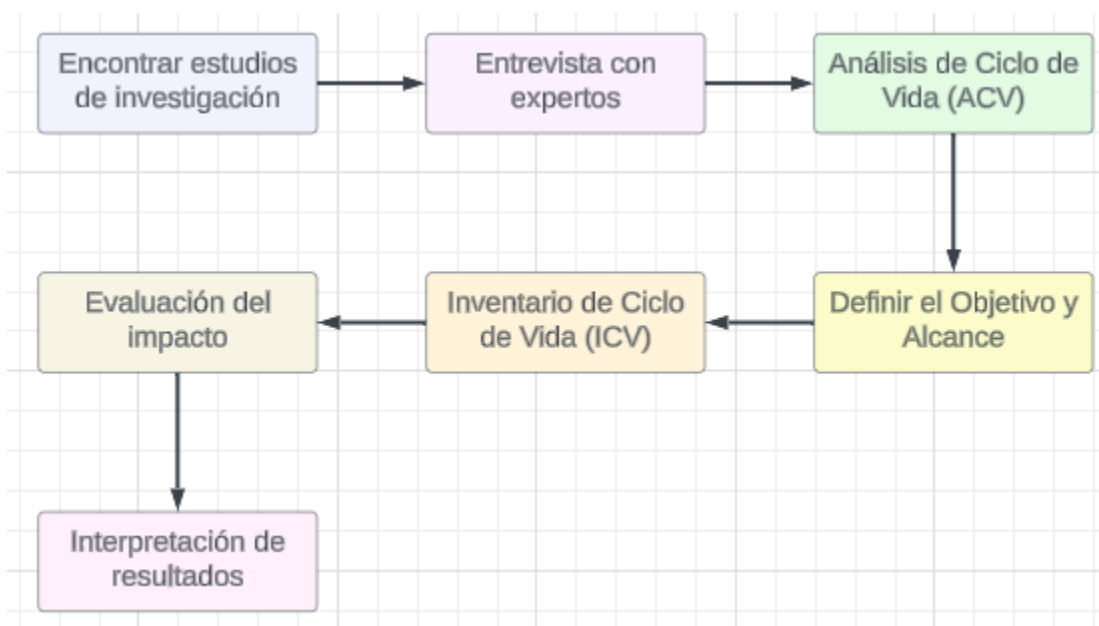 Encontrar estudios
de investigación
Entrevista con
expertos
Análisis de Ciclo de
Vida (ACV)
Definir el Objetivo y
Alcance
Inventario de Ciclo
de Vida (ICV)
Evaluación del
impacto
Interpretación de
resultados